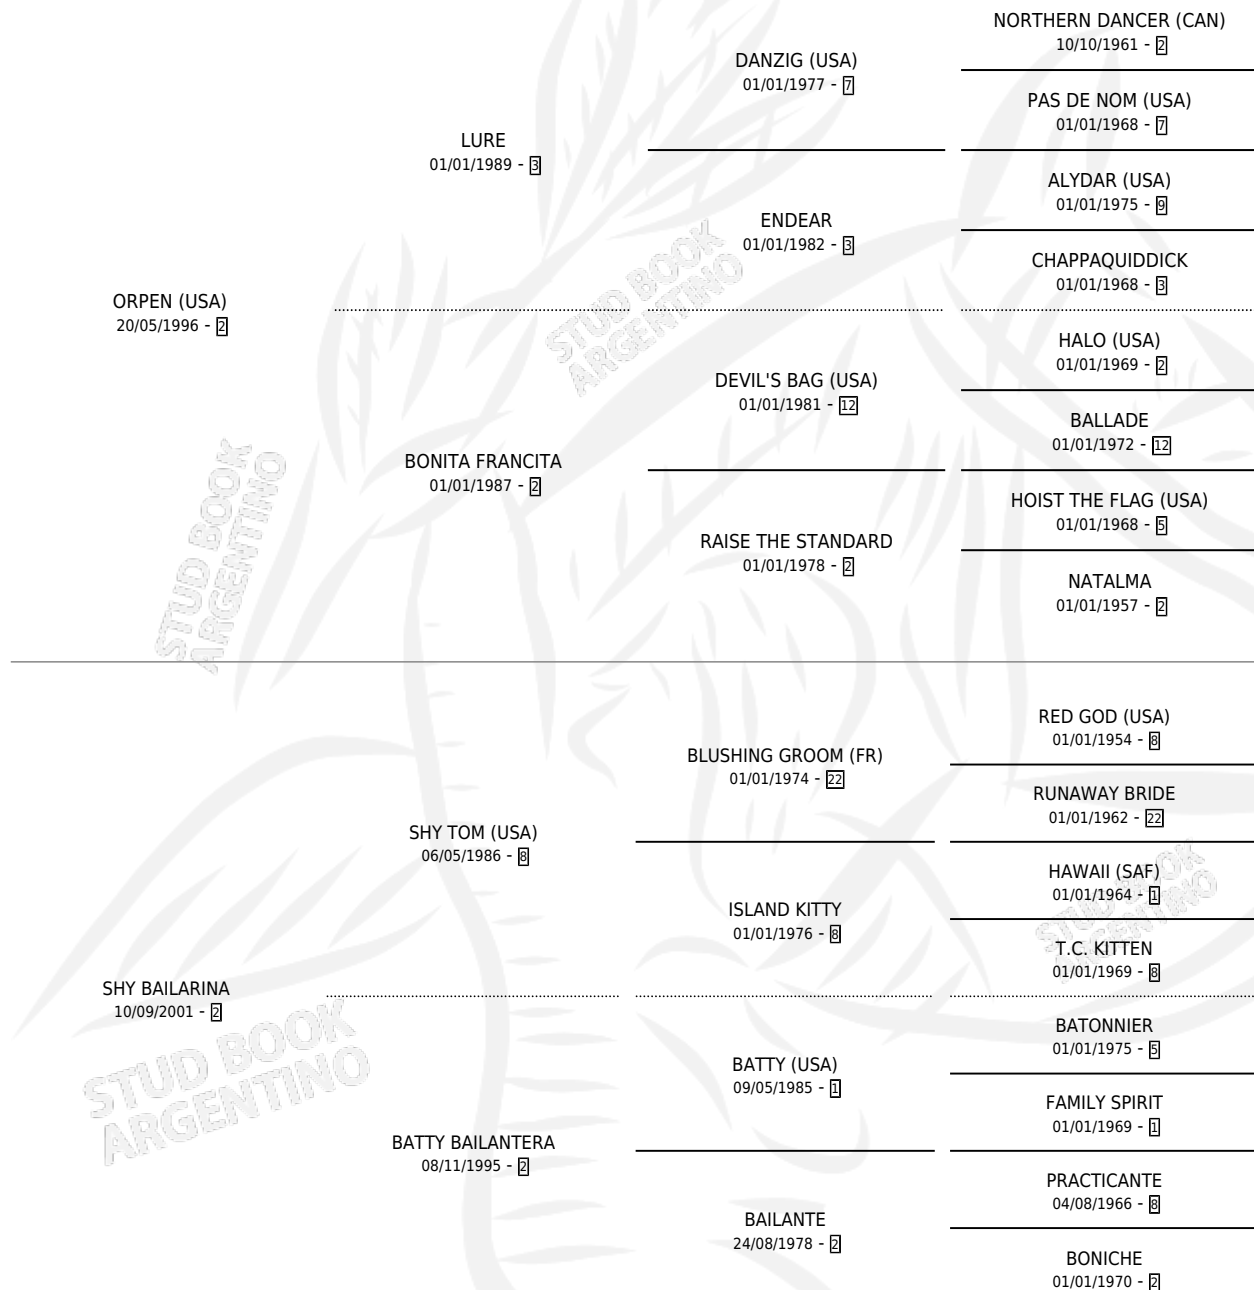 NORTHERN DANCER (CAN)
10/10/1961 - 2
DANZIG (USA)
01/01/1977 - 7
PAS DE NOM (USA)
01/01/1968 - 7
LURE
01/01/1989 - 3
ALYDAR (USA)
01/01/1975 - 9
ENDEAR
01/01/1982 - 3
CHAPPAQUIDDICK
01/01/1968 - 3
ORPEN (USA)
20/05/1996 - 2
HALO (USA)
01/01/1969 - 2
DEVIL'S BAG (USA)
01/01/1981 - 12
BALLADE
01/01/1972 - 12
BONITA FRANCITA
01/01/1987 - 2
HOIST THE FLAG (USA)
01/01/1968 - 5
RAISE THE STANDARD
01/01/1978 - 2
NATALMA
01/01/1957 - 2
RED GOD (USA)
01/01/1954 - 8
BLUSHING GROOM (FR)
01/01/1974 - 22
RUNAWAY BRIDE
01/01/1962 - 22
SHY TOM (USA)
06/05/1986 - 8
HAWAII (SAF)
01/01/1964 - 1
ISLAND KITTY
01/01/1976 - 8
T.C. KITTEN
01/01/1969 - 8
SHY BAILARINA
10/09/2001 - 2
BATONNIER
01/01/1975 - 5
BATTY (USA)
09/05/1985 - 1
FAMILY SPIRIT
01/01/1969 - 1
BATTY BAILANTERA
08/11/1995 - 2
PRACTICANTE
04/08/1966 - 8
BAILANTE
24/08/1978 - 2
BONICHE
01/01/1970 - 2
STUD BOOK
ARGENTINO
STUD BOOK
ARGENTINO
STUD BOOK
ARGENTINO
STUD BOOK
ARGENTINO